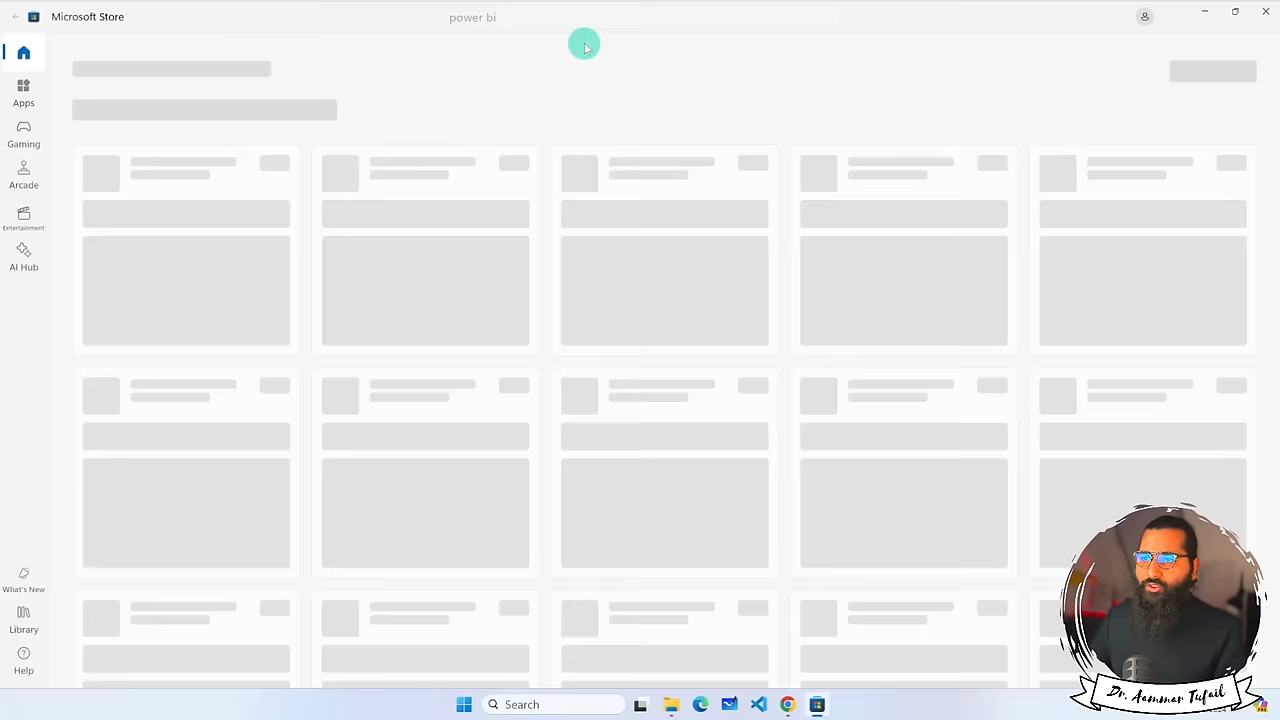 Microsoft Store
power bi
Apps
Gaming
Arcade
Entertainment
AI Hub
What's New
Library
Help
Search
Dr. Aammar Tufail